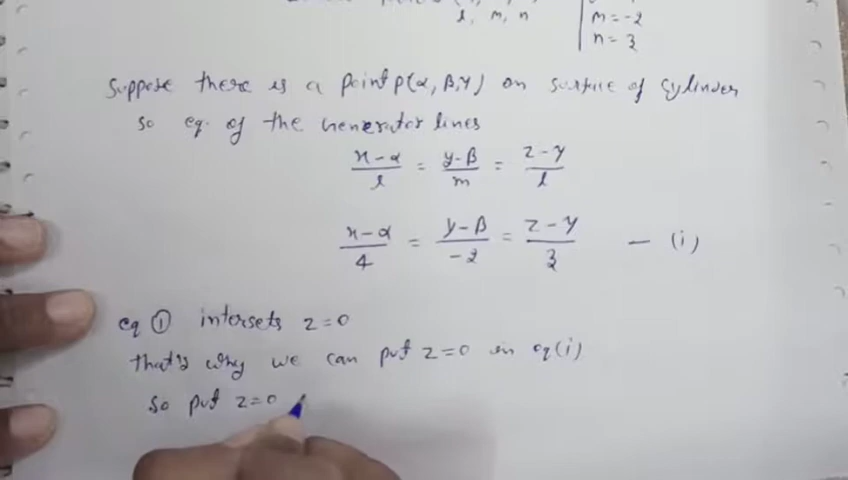 l, m, n
m = -2
n = 3
Suppose there is a point P(α, β, γ) on surface of cylinder
so eq. of the Generator lines
x-α/l = y-β/m = z-γ/l
x-α/4 = y-β/-2 = z-γ/3 — (i)
eq ① intersets z=0
that's why we can put z=0 in eq(i)
so put z=0